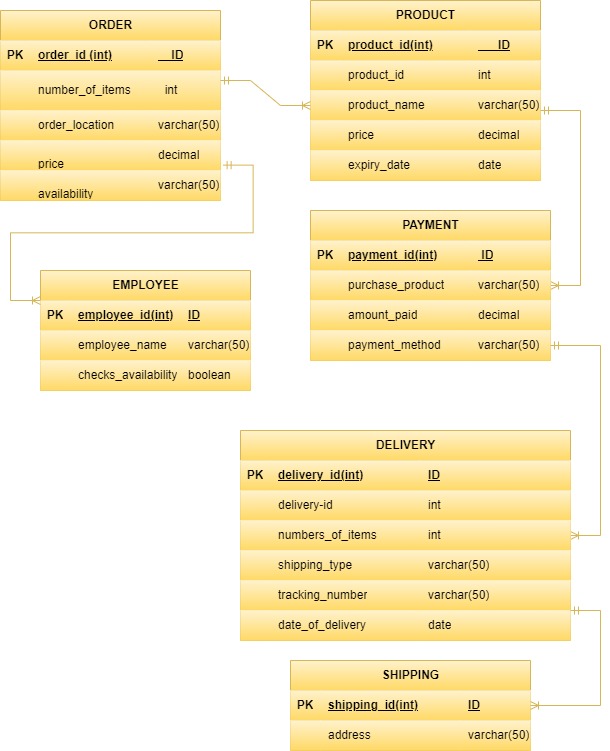 ORDER
PK order_id (int) __ID
number_of_items int
order_location varchar(50)
price decimal
availability varchar(50)
PRODUCT
PK product_id(int) __ID
product_id int
product_name varchar(50)
price decimal
expiry_date date
PAYMENT
PK payment_id(int) _ID
purchase_product varchar(50)
amount_paid decimal
payment_method varchar(50)
EMPLOYEE
PK employee_id(int) ID
employee_name varchar(50)
checks_availability boolean
DELIVERY
PK delivery_id(int) ID
delivery-id int
numbers_of_items int
shipping_type varchar(50)
tracking_number varchar(50)
date_of_delivery date
SHIPPING
PK shipping_id(int) ID
address varchar(50)